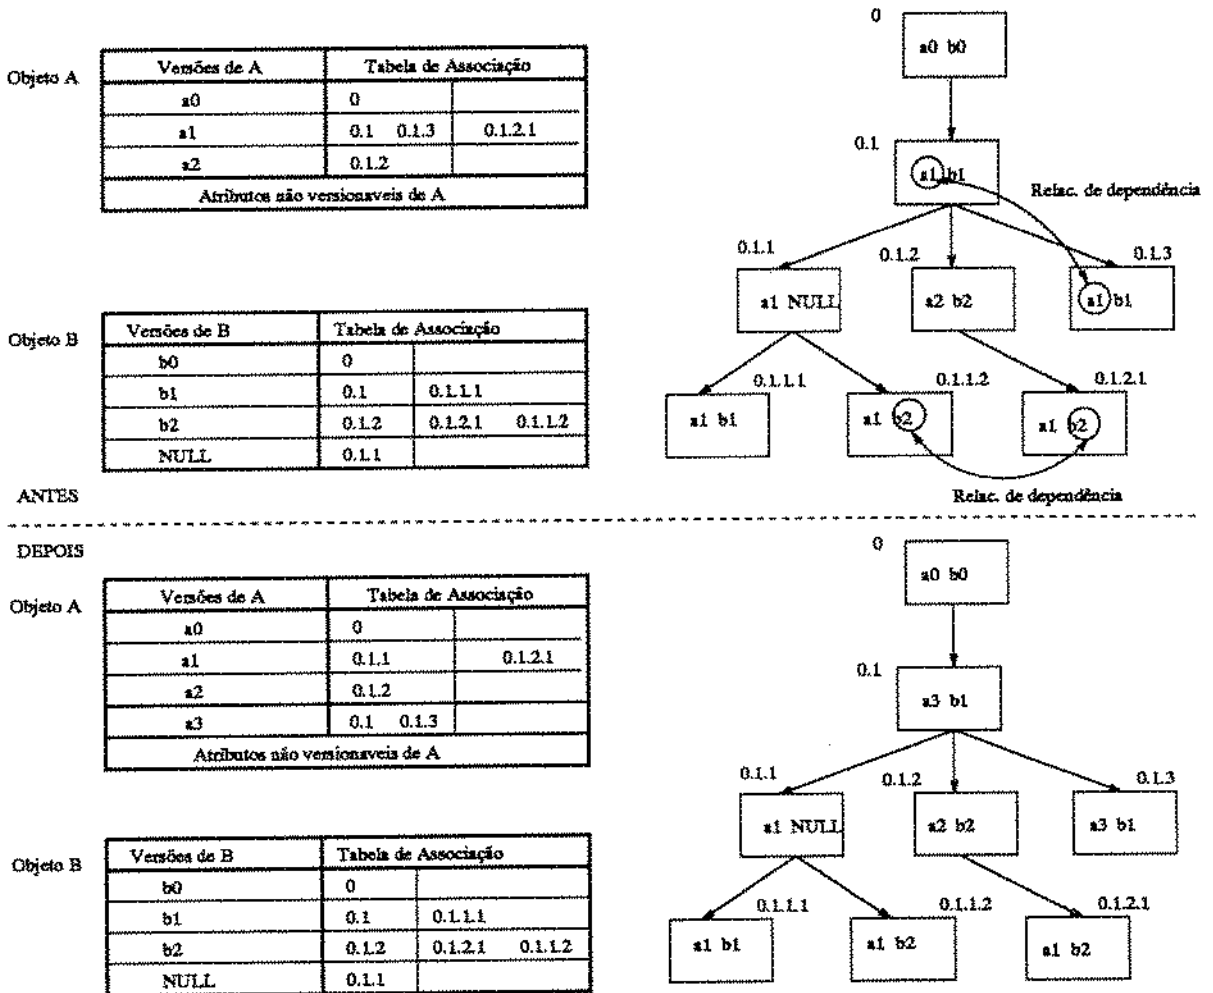 Objeto A
Versões de A Tabela de Associação
a0 0
a1 0.1 0.1.3 0.1.2.1
a2 0.1.2
Atributos não versionaveis de A
Objeto B
Versões de B Tabela de Associação
b0 0
b1 0.1 0.1.1.1
b2 0.1.2 0.1.2.1 0.1.1.2
NULL 0.1.1
0
a0 b0
0.1
a1 b1
Relac. de dependência
0.1.1
0.1.2
0.1.3
a1 NULL
a2 b2
a1 b1
0.1.1.1
0.1.1.2
0.1.2.1
a1 b1
a1 b2
a1 b2
Relac. de dependência
ANTES
DEPOIS
Objeto A
Versões de A Tabela de Associação
a0 0
a1 0.1.1 0.1.2.1
a2 0.1.2
a3 0.1 0.1.3
Atributos não versionaveis de A
Objeto B
Versões de B Tabela de Associação
b0 0
b1 0.1 0.1.1.1
b2 0.1.2 0.1.2.1 0.1.1.2
NULL 0.1.1
0
a0 b0
0.1
a3 b1
0.1.1
0.1.2
0.1.3
a1 NULL
a2 b2
a3 b1
0.1.1.1
0.1.1.2
0.1.2.1
a1 b1
a1 b2
a1 b2